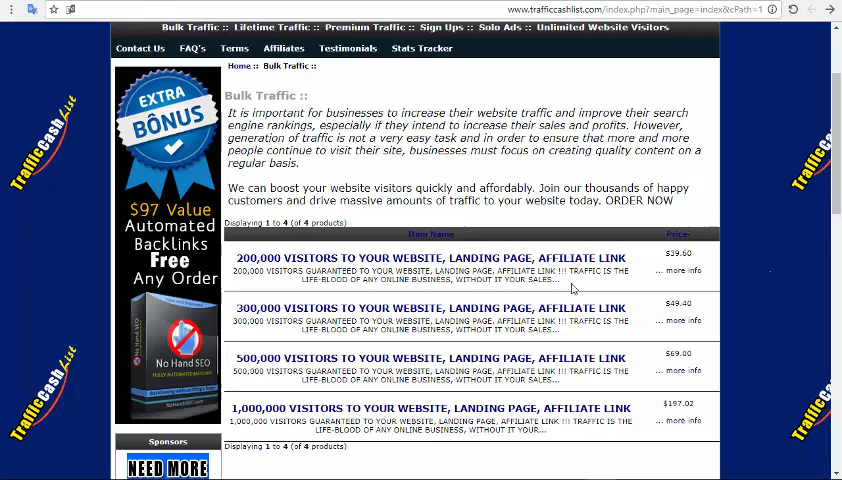 www.trafficcashlist.com/index.php?main_page=index&cPath=1
Bulk Traffic :: Lifetime Traffic :: Premium Traffic :: Sign Ups :: Solo Ads :: Unlimited Website Visitors
Contact Us FAQ's Terms Affiliates Testimonials Stats Tracker
Home :: Bulk Traffic ::
TrafficCashList
TrafficCashList
EXTRA
BÔNUS
$97 Value
Automated
Backlinks
Free
Any Order
No Hand SEO
No Hand SEO
FULLY AUTOMATED BACKLINKS
NoHandsSEO.com
Sponsors
NEED MORE
Bulk Traffic ::
It is important for businesses to increase their website traffic and improve their search
engine rankings, especially if they intend to increase their sales and profits. However,
generation of traffic is not a very easy task and in order to ensure that more and more
people continue to visit their site, businesses must focus on creating quality content on a
regular basis.
We can boost your website visitors quickly and affordably. Join our thousands of happy
customers and drive massive amounts of traffic to your website today. ORDER NOW
Displaying 1 to 4 (of 4 products)
Item Name Price-
200,000 VISITORS TO YOUR WEBSITE, LANDING PAGE, AFFILIATE LINK $39.60
200,000 VISITORS GUARANTEED TO YOUR WEBSITE, LANDING PAGE, AFFILIATE LINK !!! TRAFFIC IS THE ... more info
LIFE-BLOOD OF ANY ONLINE BUSINESS, WITHOUT IT YOUR SALES...
300,000 VISITORS TO YOUR WEBSITE, LANDING PAGE, AFFILIATE LINK $49.40
300,000 VISITORS GUARANTEED TO YOUR WEBSITE, LANDING PAGE, AFFILIATE LINK !!! TRAFFIC IS THE ... more info
LIFE-BLOOD OF ANY ONLINE BUSINESS, WITHOUT IT YOUR SALES...
500,000 VISITORS TO YOUR WEBSITE, LANDING PAGE, AFFILIATE LINK $69.00
500,000 VISITORS GUARANTEED TO YOUR WEBSITE, LANDING PAGE, AFFILIATE LINK !!! TRAFFIC IS THE ... more info
LIFE-BLOOD OF ANY ONLINE BUSINESS, WITHOUT IT YOUR SALES...
1,000,000 VISITORS TO YOUR WEBSITE, LANDING PAGE, AFFILIATE LINK $197.02
1,000,000 VISITORS GUARANTEED TO YOUR WEBSITE, LANDING PAGE, AFFILIATE LINK !!! TRAFFIC IS THE ... more info
LIFE-BLOOD OF ANY ONLINE BUSINESS, WITHOUT IT YOUR...
Displaying 1 to 4 (of 4 products)
TrafficCashList
TrafficCashList